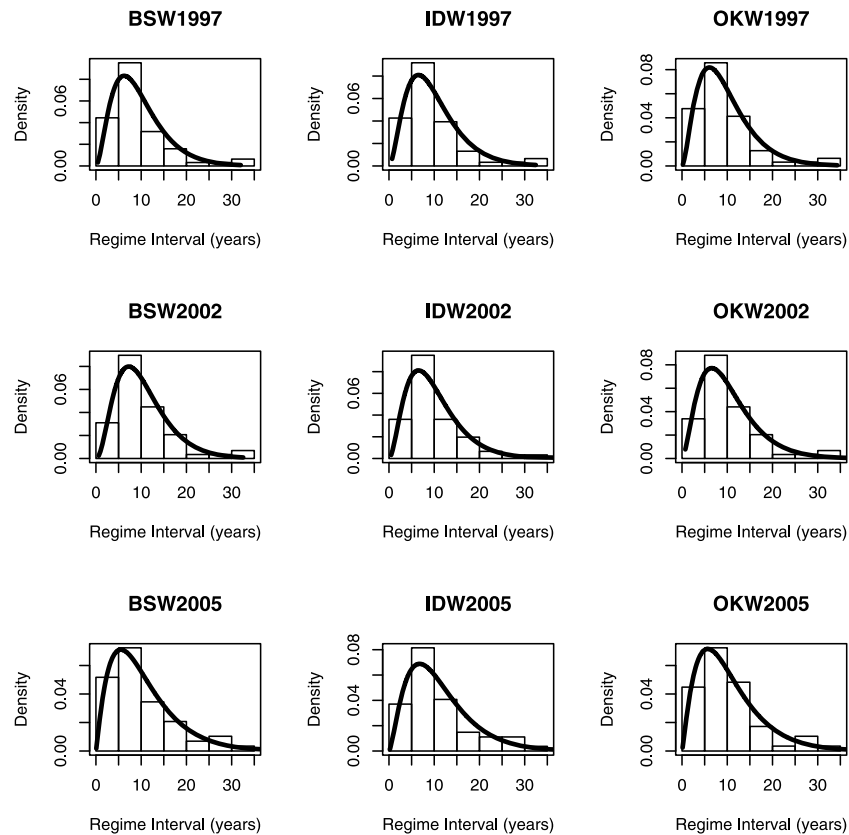 BSW1997 IDW1997 OKW1997
Density 0.00 0.06
Density 0.00 0.06
Density 0.00 0.04 0.08
0 10 20 30 0 10 20 30 0 10 20 30
Regime Interval (years) Regime Interval (years) Regime Interval (years)
BSW2002 IDW2002 OKW2002
Density 0.00 0.06
Density 0.00 0.06
Density 0.00 0.04 0.08
0 10 20 30 0 10 20 30 0 10 20 30
Regime Interval (years) Regime Interval (years) Regime Interval (years)
BSW2005 IDW2005 OKW2005
Density 0.00 0.04
Density 0.00 0.04 0.08
Density 0.00 0.04
0 10 20 30 0 10 20 30 0 10 20 30
Regime Interval (years) Regime Interval (years) Regime Interval (years)